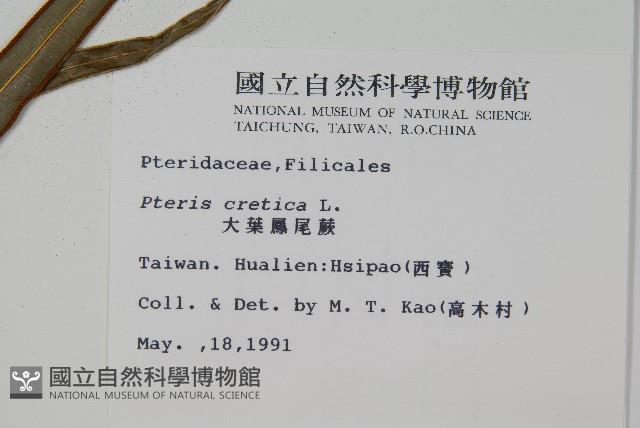 國立自然科學博物館
NATIONAL MUSEUM OF NATURAL SCIENCE
TAICHUNG, TAIWAN, R.O.CHINA
Pteridaceae,Filicales
Pteris cretica L.
大葉鳳尾蕨
Taiwan. Hualien:Hsipao(西寶)
Coll. & Det. by M. T. Kao(高木村)
May. ,18,1991
國立自然科學博物館
NATIONAL MUSEUM OF NATURAL SCIENCE